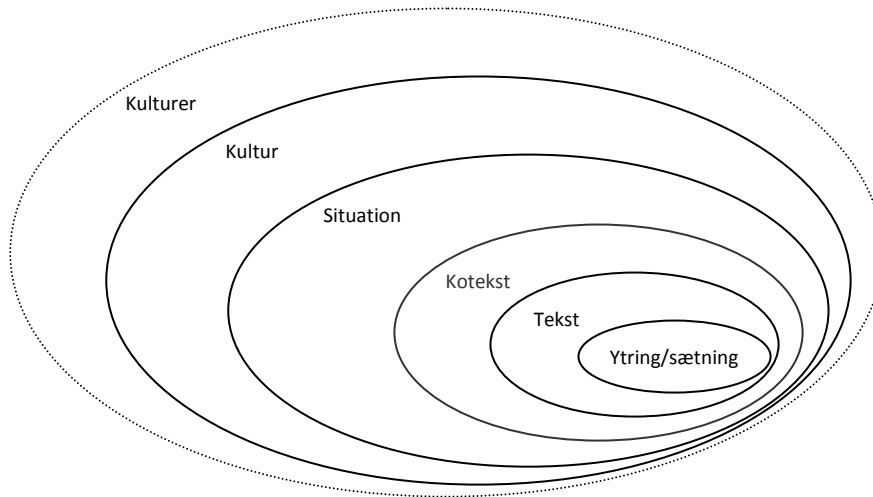 Kulturer
Kultur
Situation
Kotekst
Tekst
Ytring/sætning